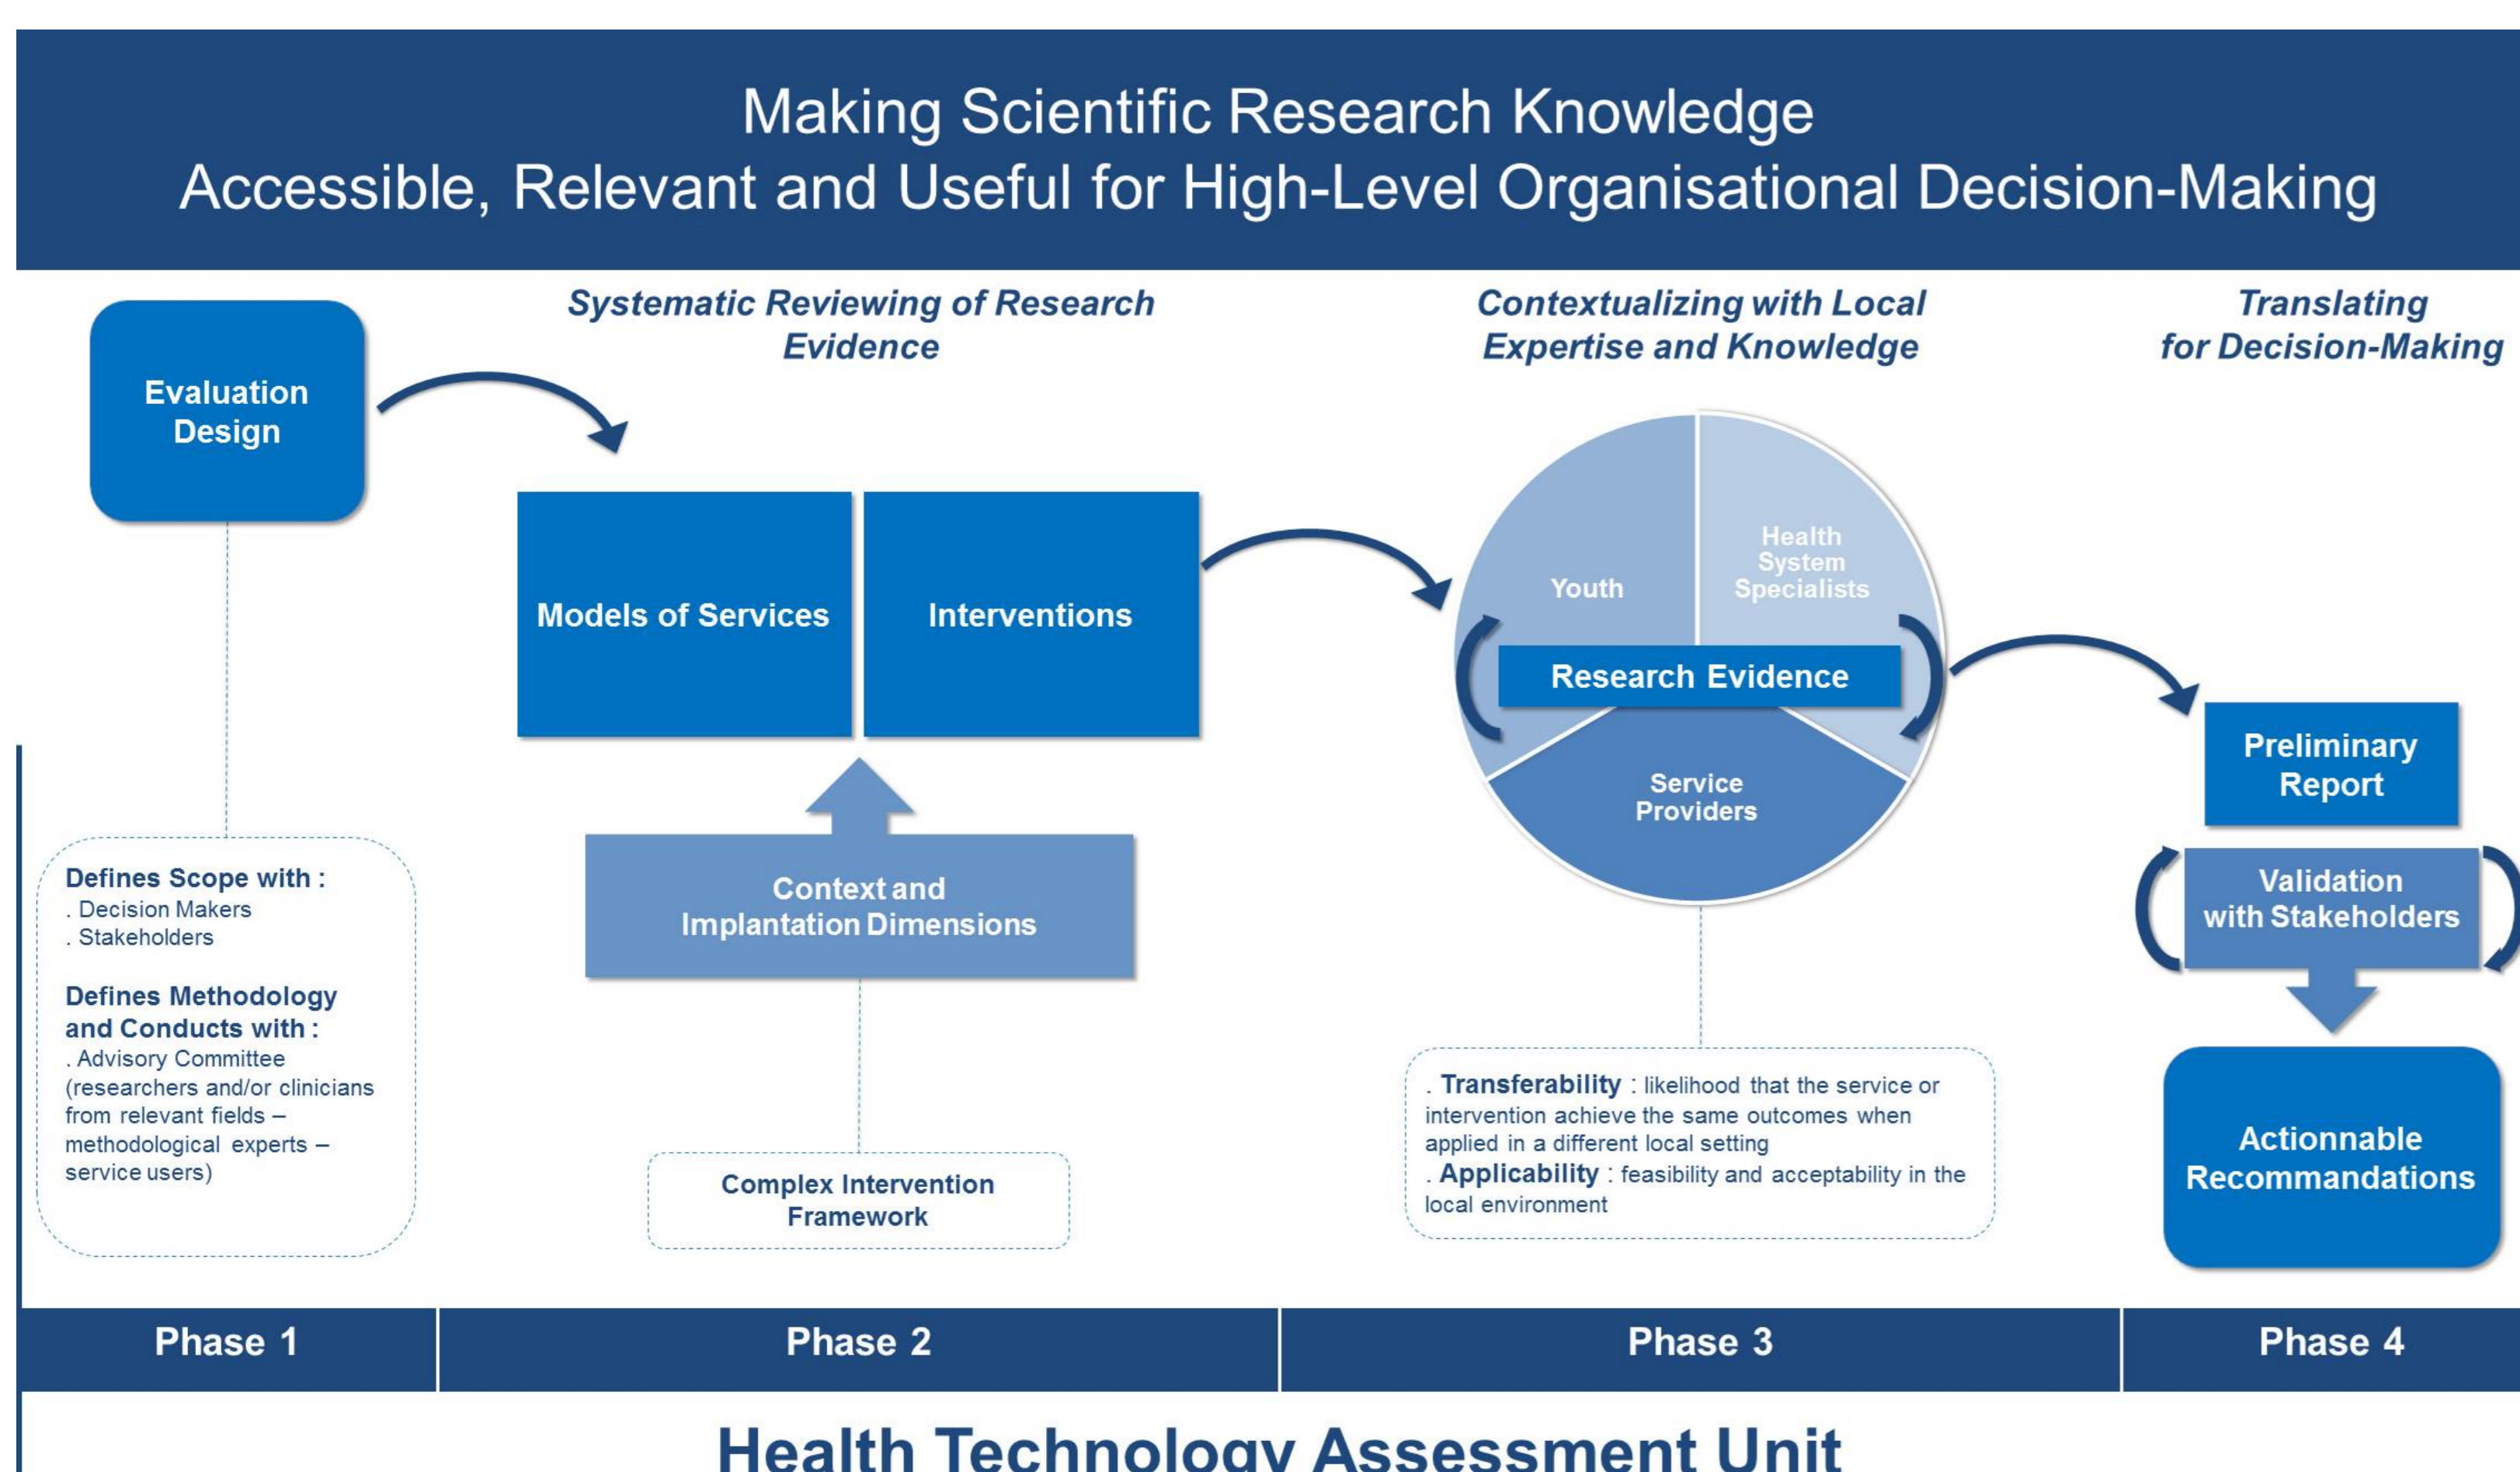 Making Scientific Research Knowledge
Accessible, Relevant and Useful for High-Level Organisational Decision-Making
Evaluation
Design
Defines Scope with :
. Decision Makers
. Stakeholders
Defines Methodology
and Conducts with :
. Advisory Committee
(researchers and/or clinicians
from relevant fields –
methodological experts –
service users)
Systematic Reviewing of Research
Evidence
Models of Services
Interventions
Context and
Implantation Dimensions
Complex Intervention
Framework
Contextualizing with Local
Expertise and Knowledge
Youth
Health
System
Specialists
Research Evidence
Service
Providers
. Transferability : likelihood that the service or
intervention achieve the same outcomes when
applied in a different local setting
. Applicability : feasibility and acceptability in the
local environment
Translating
for Decision-Making
Preliminary
Report
Validation
with Stakeholders
Actionnable
Recommandations
Phase 1
Phase 2
Phase 3
Phase 4
Health Technology Assessment Unit